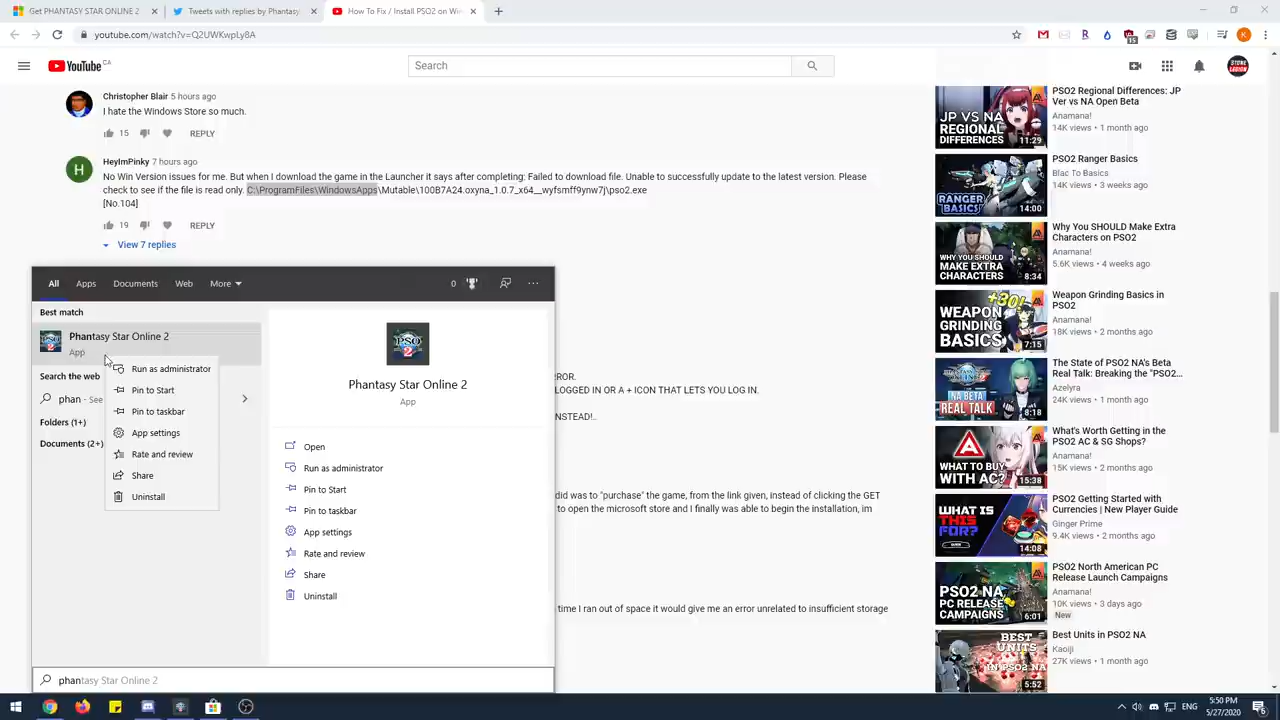 Get PHANTASY STAR ONLINE 2
Tweets with replies by Phantas
How To Fix / Install PSO2 on Win
youtube.com/watch?v=Q2UWKwpLy8A
15
K
YouTube CA
Search
STONE
LEGION
Christopher Blair 5 hours ago
I hate the Windows Store so much.
15 REPLY
H
HeyImPinky 7 hours ago
No Win Version issues for me. But when I download the game in the Launcher it says after completing: Failed to download file. Unable to successfully update to the latest version. Please
check to see if the file is read only. C:\ProgramFiles\WindowsApps\Mutable\100B7A24.oxyna_1.0.7_x64__wyfsmff9ynw7j\pso2.exe
[No.104]
19 REPLY
View 7 replies
All Apps Documents Web More 0
Best match
Phantasy Star Online 2
App
Search the web
phan - See
Folders (1+)
Documents (2+)
Run as administrator
Pin to Start
Pin to taskbar
App settings
Rate and review
Share
Uninstall
Phantasy Star Online 2
App
Open
Run as administrator
Pin to Start
Pin to taskbar
App settings
Rate and review
Share
Uninstall
phantasy Star Online 2
ROR.
LOGGED IN OR A + ICON THAT LETS YOU LOG IN.
INSTEAD!..
did was to "purchase" the game, from the link given, instead of clicking the GET
to open the microsoft store and I finally was able to begin the installation, im
time I ran out of space it would give me an error unrelated to insufficient storage
JP VS NA
REGIONAL
DIFFERENCES
11:29
PSO2 Regional Differences: JP
Ver vs NA Open Beta
Anamana!
14K views • 1 month ago
RANGER
BASICS
14:00
PSO2 Ranger Basics
Blac To Basics
14K views • 3 weeks ago
WHY YOU SHOULD
MAKE EXTRA
CHARACTERS
8:34
Why You SHOULD Make Extra
Characters on PSO2
Anamana!
5.6K views • 4 weeks ago
+30!
WEAPON
GRINDING
BASICS
7:15
Weapon Grinding Basics in
PSO2
Anamana!
18K views • 2 months ago
NA BETA
REAL TALK
8:18
The State of PSO2 NA's Beta
Real Talk: Breaking the "PSO2...
Azelyra
24K views • 1 month ago
WHAT TO BUY
WITH AC?
15:38
What's Worth Getting in the
PSO2 AC & SG Shops?
Anamana!
15K views • 2 months ago
WHAT IS
THIS
FOR?
14:08
PSO2 Getting Started with
Currencies | New Player Guide
Ginger Prime
9.4K views • 2 months ago
PSO2 NA
PC RELEASE
CAMPAIGNS
6:01
PSO2 North American PC
Release Launch Campaigns
Anamana!
10K views • 3 days ago
New
BEST
UNITS
IN PSO2 NA
5:52
Best Units in PSO2 NA
Kaoiji
27K views • 1 month ago
ENG
5:50 PM
5/27/2020
6